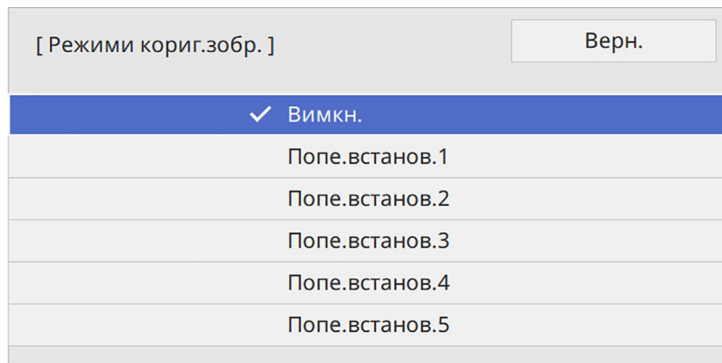 [ Режими кориг.зобр. ]
Верн.
Вимкн.
Попе.встанов.1
Попе.встанов.2
Попе.встанов.3
Попе.встанов.4
Попе.встанов.5